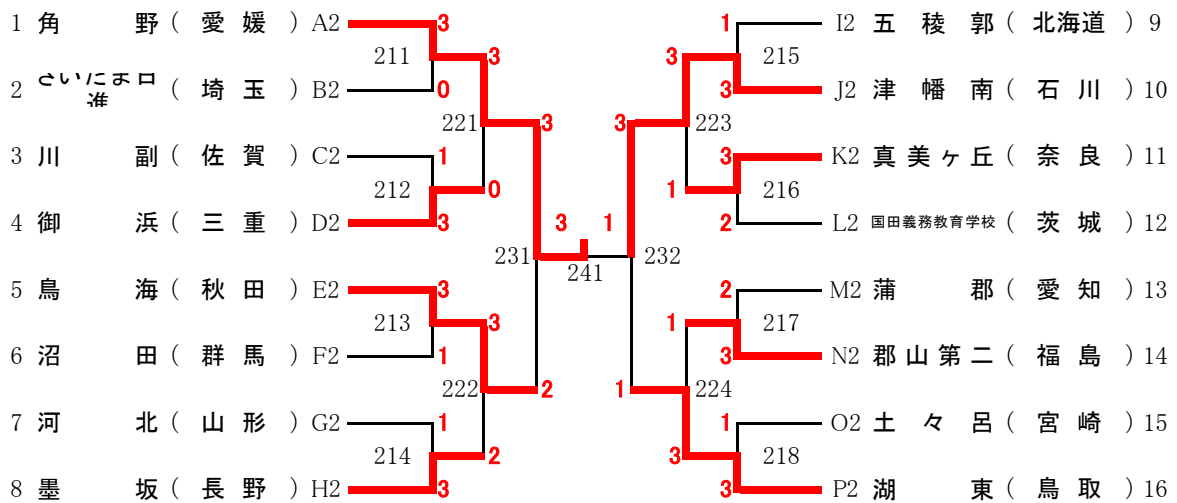 1 角野 ( 愛媛 ) A2 3 1 I2 五稜郭 ( 北海道 ) 9
211 3 3 215
2 さいたま日進 ( 埼玉 ) B2 0 3 J2 津幡南 ( 石川 ) 10
221 3 3 223
3 川副 ( 佐賀 ) C2 1 3 K2 真美ヶ丘 ( 奈良 ) 11
212 0 1 216
4 御浜 ( 三重 ) D2 3 3 1 2 L2 国田義務教育学校 ( 茨城 ) 12
231 241 232
5 鳥海 ( 秋田 ) E2 3 2 M2 蒲郡 ( 愛知 ) 13
213 3 1 217
6 沼田 ( 群馬 ) F2 1 3 N2 郡山第二 ( 福島 ) 14
222 2 1 224
7 河北 ( 山形 ) G2 1 1 O2 土々呂 ( 宮崎 ) 15
214 2 3 218
8 墨坂 ( 長野 ) H2 3 3 P2 湖東 ( 鳥取 ) 16